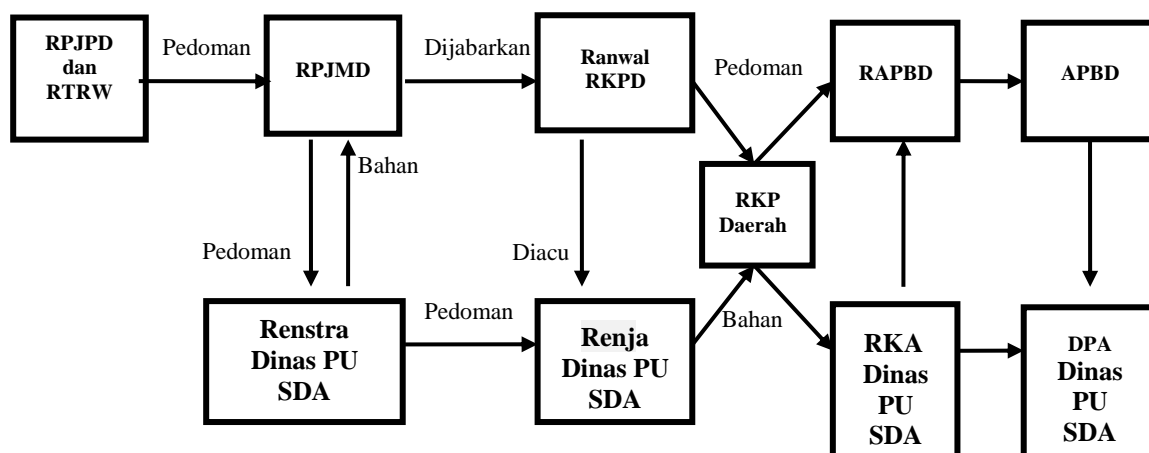 RPJPD
dan
RTRW
Pedoman
RPJMD
Dijabarkan
Ranwal
RKPD
Pedoman
RAPBD
APBD
Bahan
RKP
Daerah
Pedoman
Diacu
Renstra
Dinas PU
SDA
Pedoman
Renja
Dinas PU
SDA
Bahan
RKA
Dinas
PU
SDA
DPA
Dinas
PU
SDA